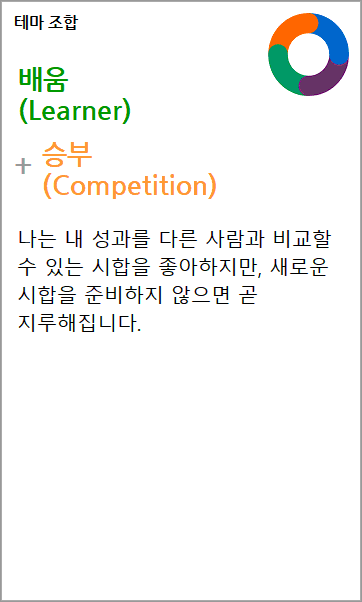 테마 조합
배움
(Learner)
+ 승부
(Competition)
나는 내 성과를 다른 사람과 비교할
수 있는 시합을 좋아하지만, 새로운
시합을 준비하지 않으면 곧
지루해집니다.